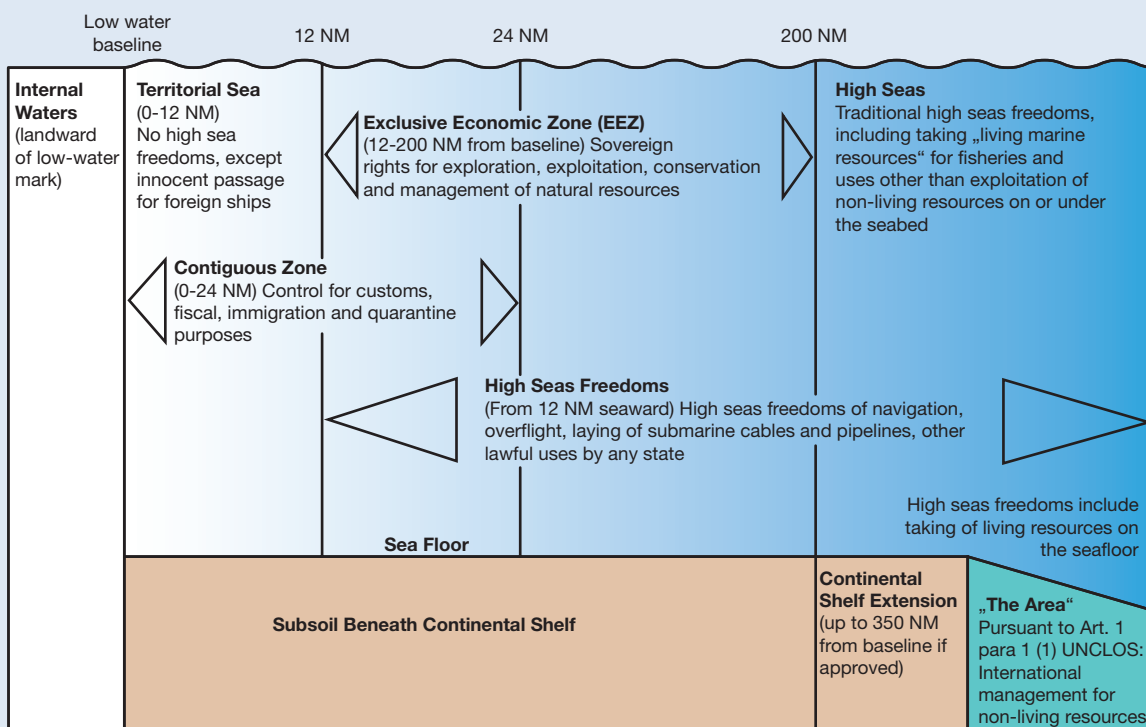 Low water
baseline
12 NM
24 NM
200 NM
Internal
Waters
(landward
of low-water
mark)
Territorial Sea
(0-12 NM)
No high sea
freedoms, except
innocent passage
for foreign ships
Exclusive Economic Zone (EEZ)
(12-200 NM from baseline) Sovereign
rights for exploration, exploitation, conservation
and management of natural resources
High Seas
Traditional high seas freedoms,
including taking „living marine
resources“ for fisheries and
uses other than exploitation of
non-living resources on or under
the seabed
Contiguous Zone
(0-24 NM) Control for customs,
fiscal, immigration and quarantine
purposes
High Seas Freedoms
(From 12 NM seaward) High seas freedoms of navigation,
overflight, laying of submarine cables and pipelines, other
lawful uses by any state
High seas freedoms include
taking of living resources on
the seafloor
Sea Floor
Subsoil Beneath Continental Shelf
Continental
Shelf Extension
(up to 350 NM
from baseline if
approved)
„The Area“
Pursuant to Art. 1
para 1 (1) UNCLOS:
International
management for
non-living resources